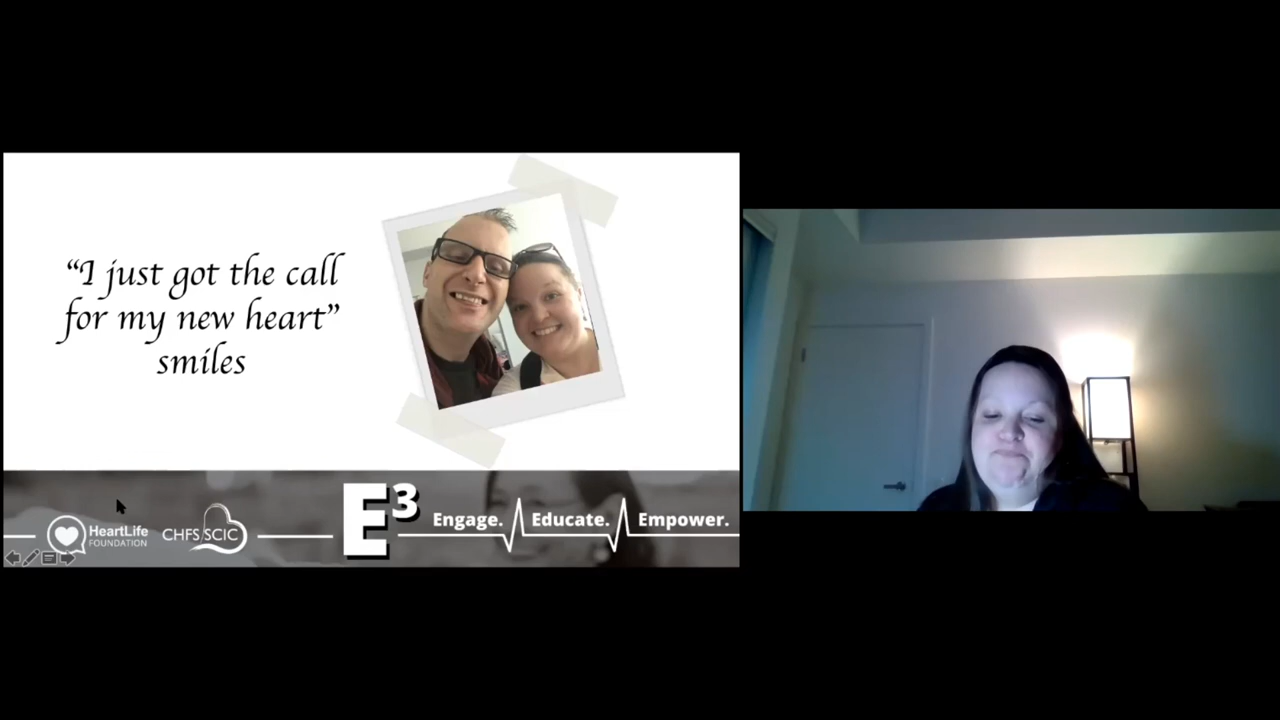 “I just got the call
for my new heart”
smiles
HeartLife
FOUNDATION
CHFS/SCIC
E³
Engage. Educate. Empower.